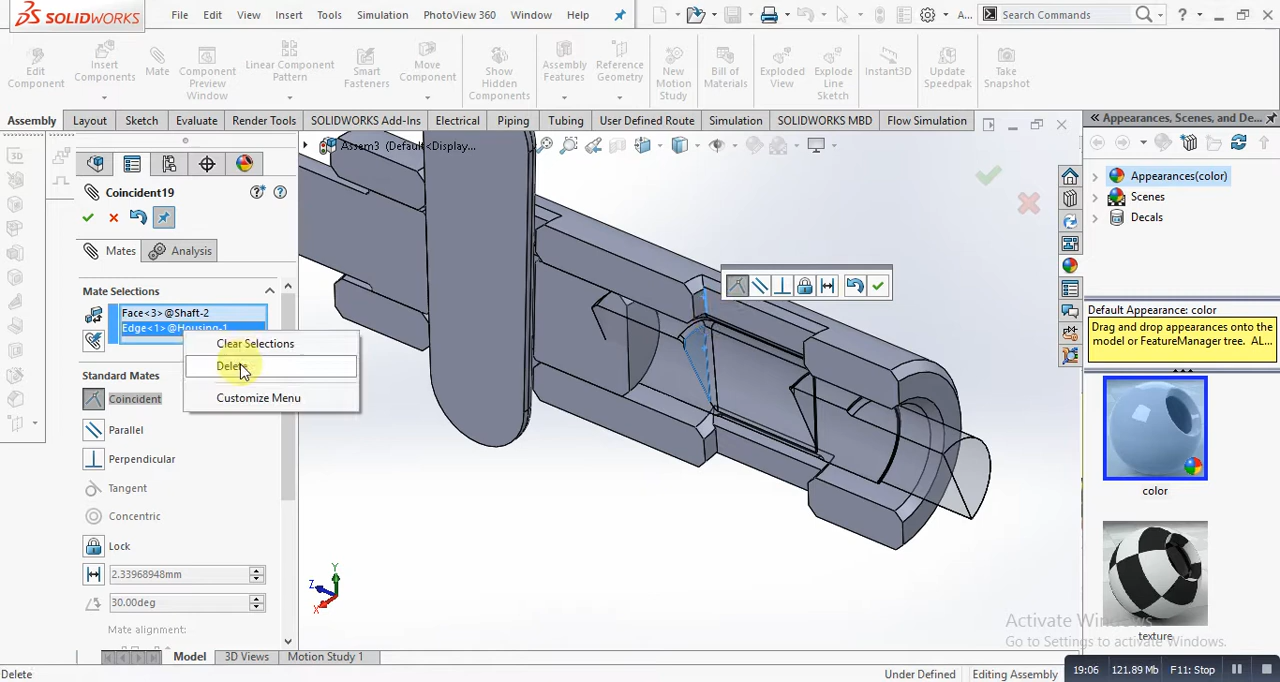 SOLIDWORKS
File Edit View Insert Tools Simulation PhotoView 360 Window Help
A...
Search Commands
Edit Component
Insert Components
Mate
Component Preview Window
Linear Component Pattern
Smart Fasteners
Move Component
Show Hidden Components
Assembly Features
Reference Geometry
New Motion Study
Bill of Materials
Exploded View
Explode Line Sketch
Instant3D
Update Speedpak
Take Snapshot
Assembly Layout Sketch Evaluate Render Tools SOLIDWORKS Add-Ins Electrical Piping Tubing User Defined Route Simulation SOLIDWORKS MBD Flow Simulation
Appearances, Scenes, and De...
Assem3 (Default<Display...
Coincident19
Mates Analysis
Mate Selections
Face<3>@Shaft-2
Edge<1>@Housing-1
Clear Selections
Delete
Customize Menu
Standard Mates
Coincident
Parallel
Perpendicular
Tangent
Concentric
Lock
2.33968948mm
30.00deg
Mate alignment:
Y
Z
X
Appearances(color)
Scenes
Decals
Default Appearance: color
Drag and drop appearances onto the
model or FeatureManager tree. AL...
color
texture
Activate Windows
Go to Settings to activate Windows.
Model 3D Views Motion Study 1
Delete
Under Defined
Editing Assembly
19:06 121.89 Mb F11: Stop